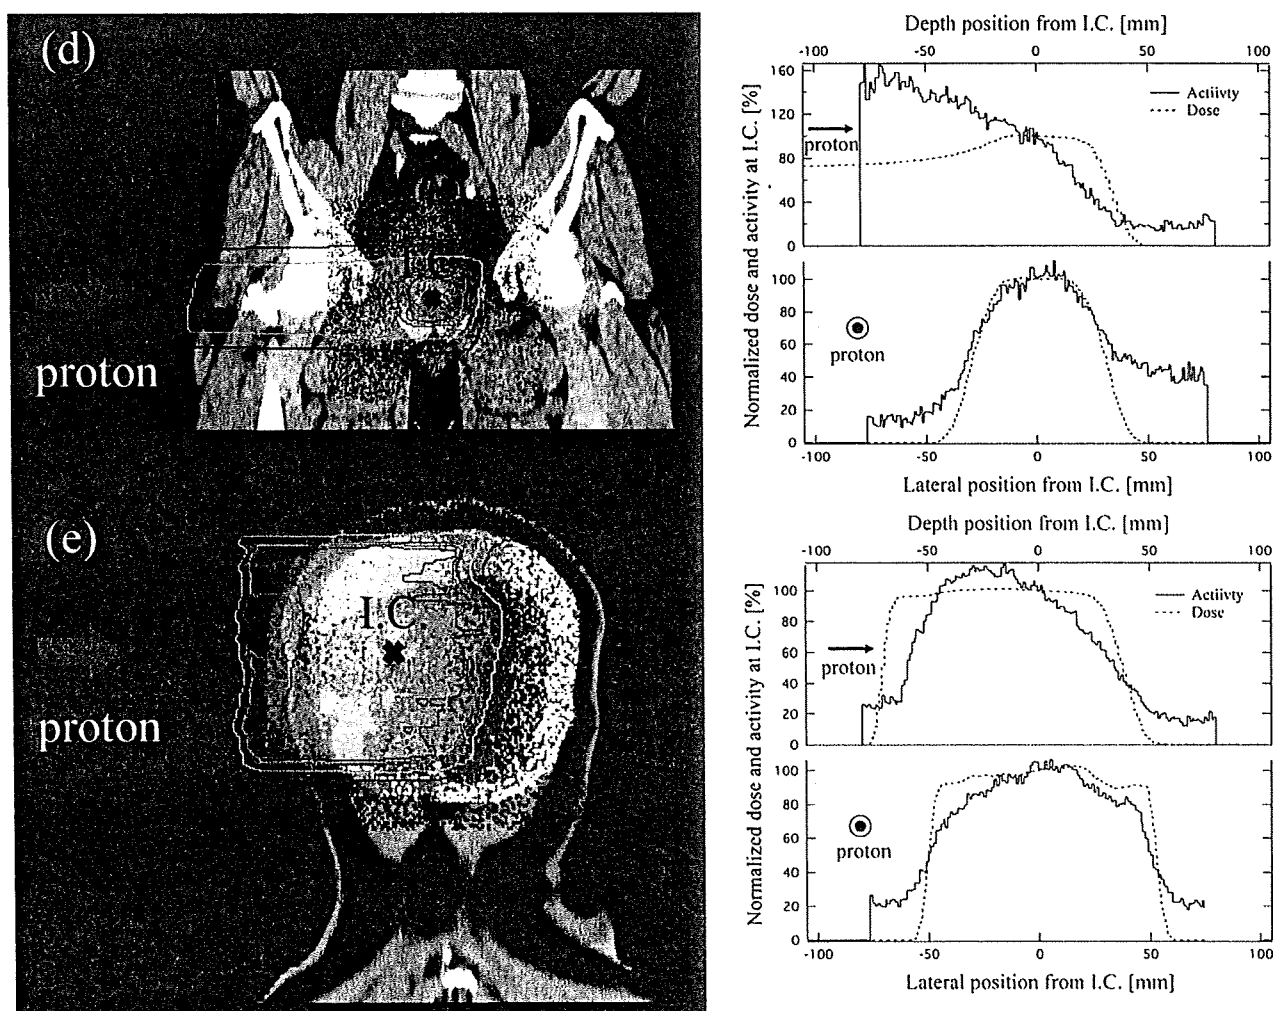 (d)
I.C.
proton
Depth position from I.C. [mm]
-100 -50 0 50 100
160
120
80
40
0
Actiivty
Dose
proton
Normalized dose and activity at I.C. [%]
100
80
60
40
20
0
proton
-100 -50 0 50 100
Lateral position from I.C. [mm]
(e)
I.C.
proton
Depth position from I.C. [mm]
-100 -50 0 50 100
100
80
60
40
20
0
Actiivty
Dose
proton
Normalized dose and activity at I.C. [%]
100
80
60
40
20
0
proton
-100 -50 0 50 100
Lateral position from I.C. [mm]